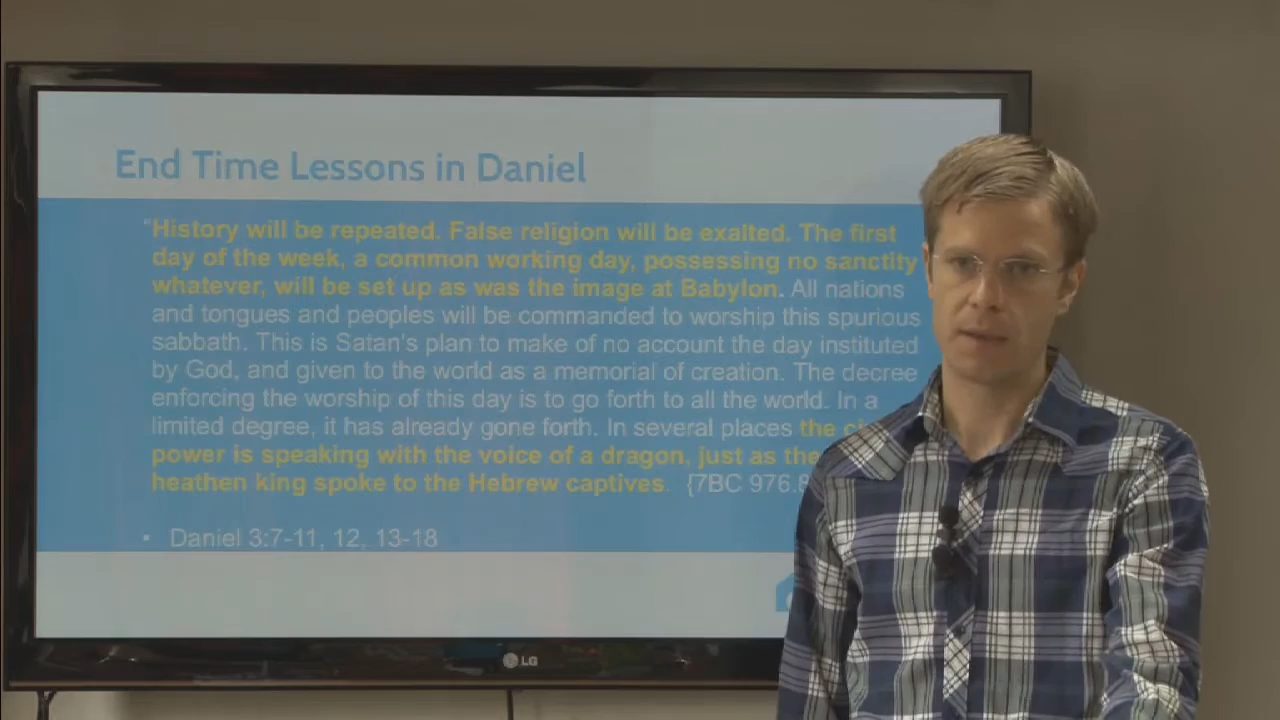 End Time Lessons in Daniel
“History will be repeated. False religion will be exalted. The first
day of the week, a common working day, possessing no sanctity
whatever, will be set up as was the image at Babylon. All nations
and tongues and peoples will be commanded to worship this spurious
sabbath. This is Satan's plan to make of no account the day instituted
by God, and given to the world as a memorial of creation. The decree
enforcing the worship of this day is to go forth to all the world. In a
limited degree, it has already gone forth. In several places the
power is speaking with the voice of a dragon, just as the
heathen king spoke to the Hebrew captives. {7BC 976.8
▪ Daniel 3:7-11, 12, 13-18
LG